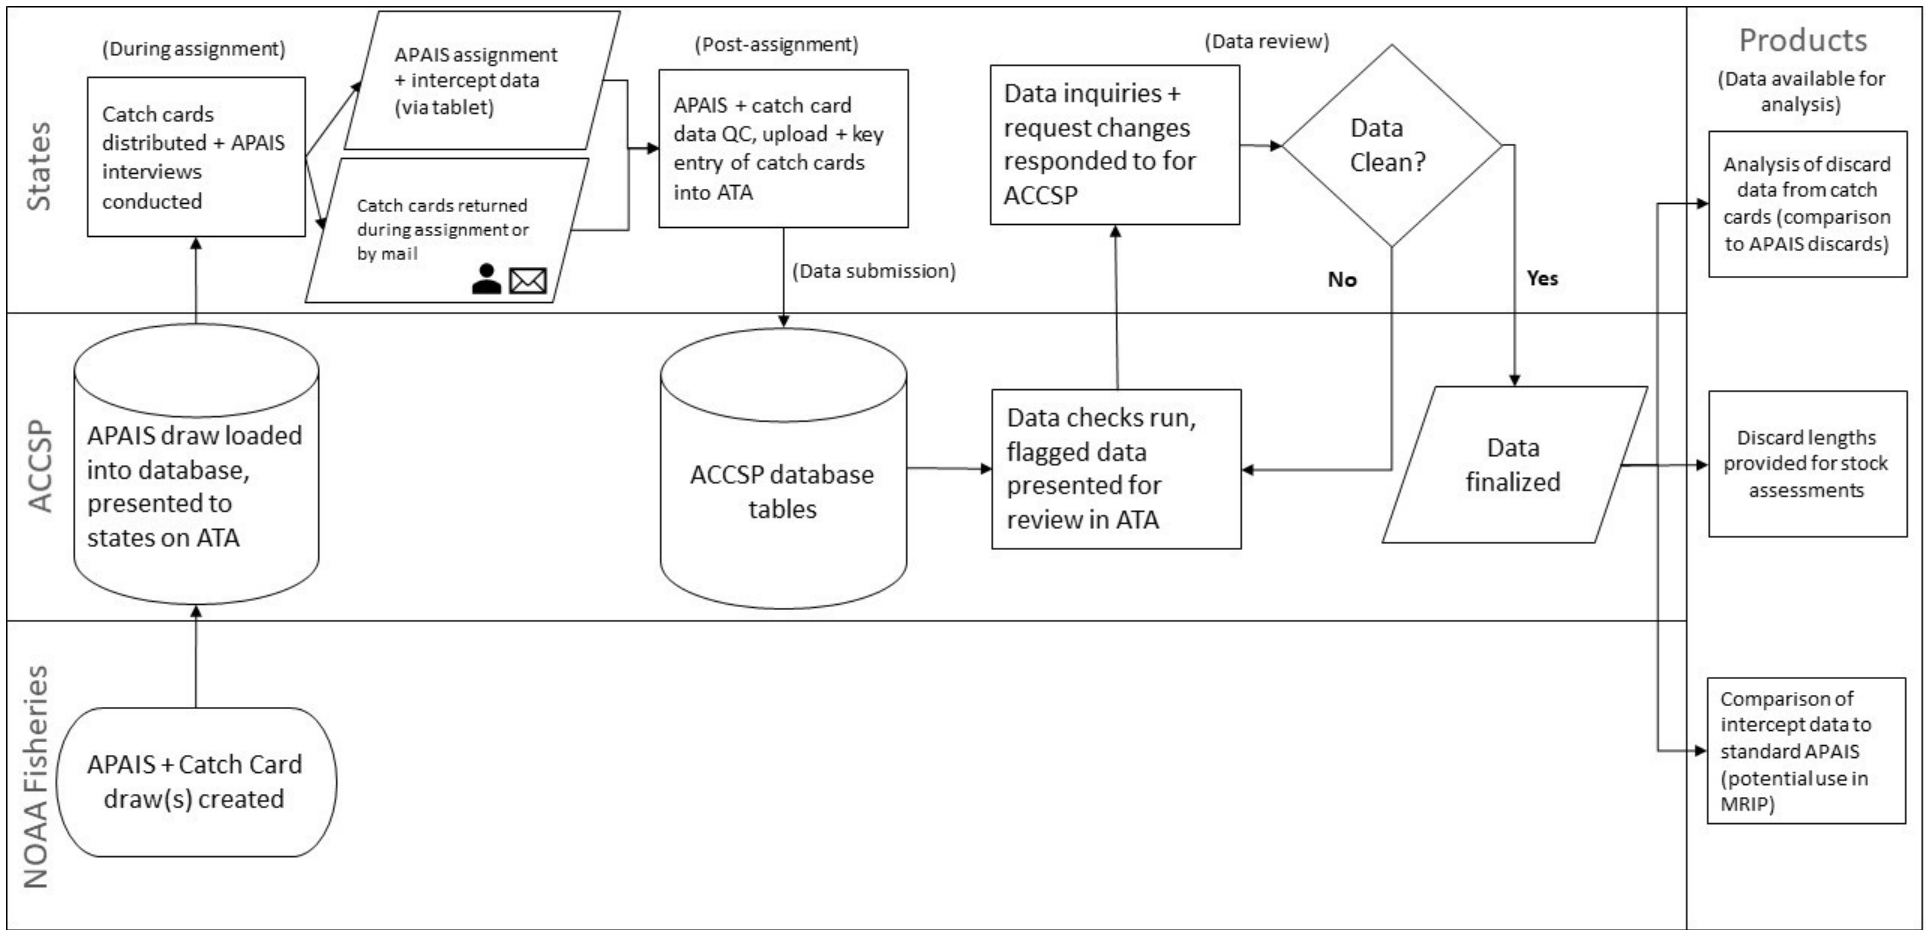 States
(During assignment)
Catch cards
distributed + APAIS
interviews
conducted
APAIS assignment
+ intercept data
(via tablet)
Catch cards returned
during assignment or
by mail
(Post-assignment)
APAIS + catch card
data QC, upload + key
entry of catch cards
into ATA
(Data submission)
(Data review)
Data inquiries +
request changes
responded to for
ACCSP
Data
Clean?
No
Yes
ACCSP
APAIS draw loaded
into database,
presented to
states on ATA
ACCSP database
tables
Data checks run,
flagged data
presented for
review in ATA
Data
finalized
NOAA Fisheries
APAIS + Catch Card
draw(s) created
Products
(Data available for
analysis)
Analysis of discard
data from catch
cards (comparison
to APAIS discards)
Discard lengths
provided for stock
assessments
Comparison of
intercept data to
standard APAIS
(potential use in
MRIP)